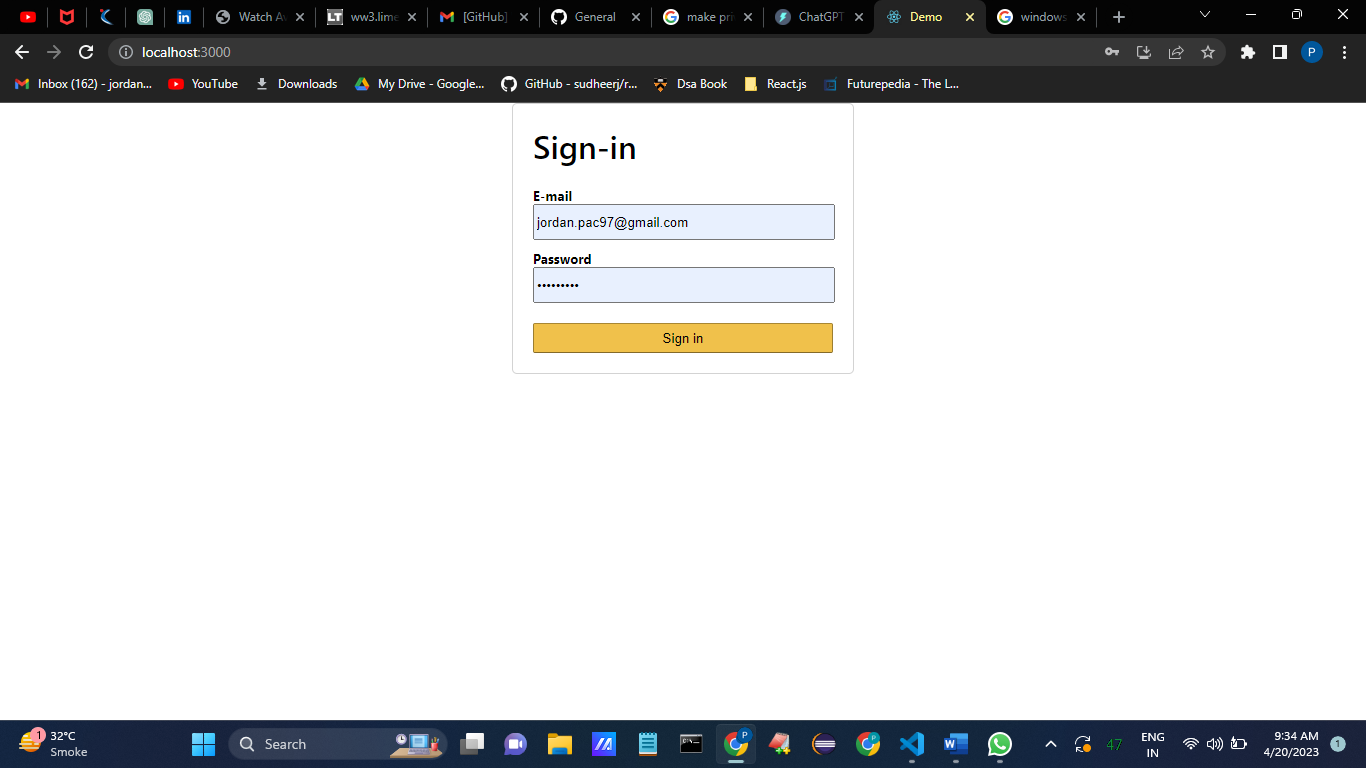 Watch Av
ww3.lime
[GitHub]
General
make pri
ChatGPT
Demo
windows
localhost:3000
P
Inbox (162) - jordan...
YouTube
Downloads
My Drive - Google...
GitHub - sudheerj/r...
Dsa Book
React.js
Futurepedia - The L...
Sign-in
E-mail
jordan.pac97@gmail.com
Password
•••••••••
Sign in
1
32°C
Smoke
Search
47
ENG
IN
9:34 AM
4/20/2023
1